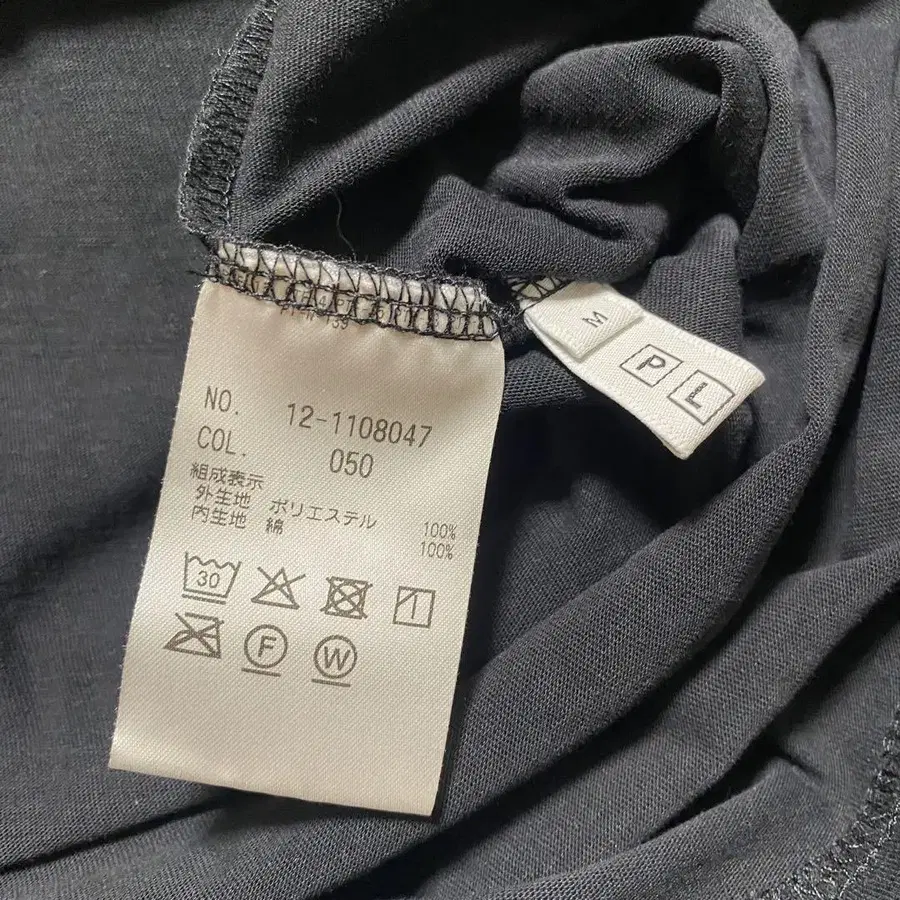 NO. 12-1108047
COL. 050
組成表示
外生地 ポリエステル 100%
内生地 綿 100%
30
F
W
M
P L